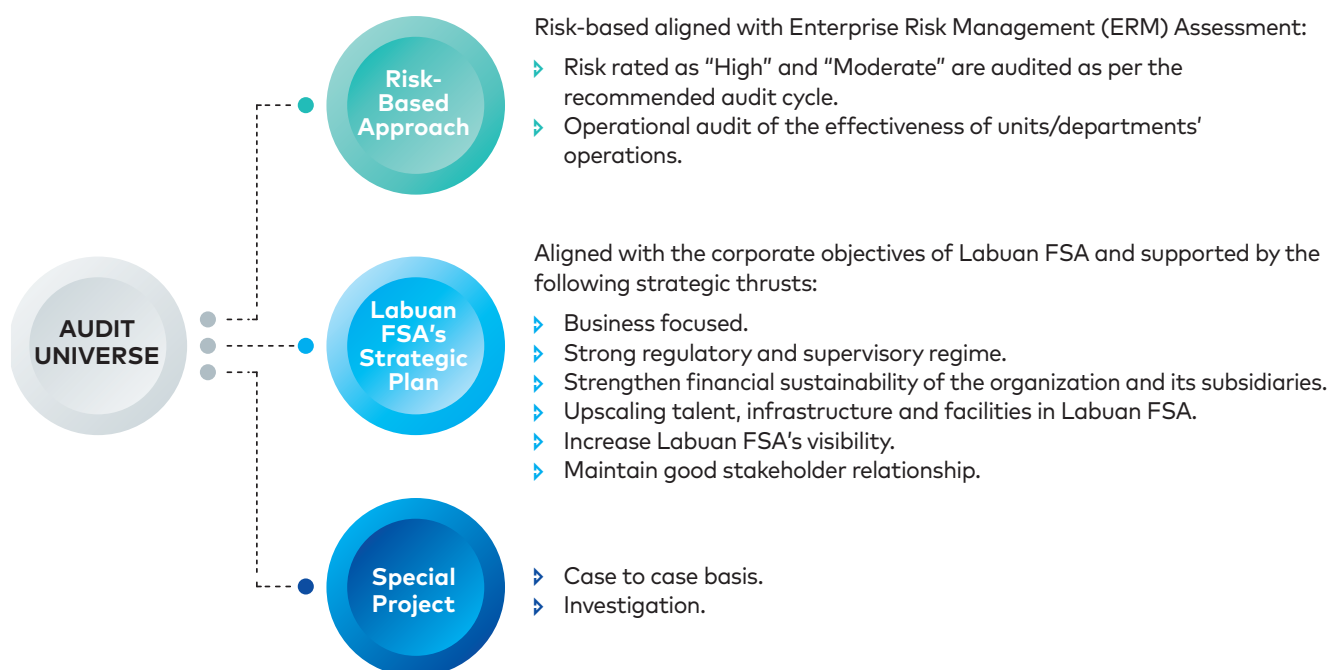 AUDIT
UNIVERSE
Risk-
Based
Approach
Risk-based aligned with Enterprise Risk Management (ERM) Assessment:
Risk rated as “High” and “Moderate” are audited as per the
recommended audit cycle.
Operational audit of the effectiveness of units/departments’
operations.
Labuan
FSA’s
Strategic
Plan
Aligned with the corporate objectives of Labuan FSA and supported by the
following strategic thrusts:
Business focused.
Strong regulatory and supervisory regime.
Strengthen financial sustainability of the organization and its subsidiaries.
Upscaling talent, infrastructure and facilities in Labuan FSA.
Increase Labuan FSA’s visibility.
Maintain good stakeholder relationship.
Special
Project
Case to case basis.
Investigation.